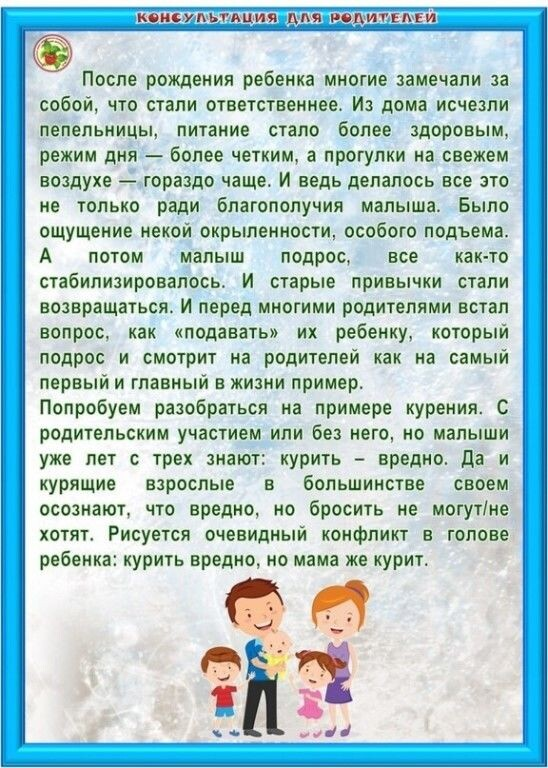 КОНСУЛЬТАЦИЯ ДЛЯ РОДИТЕЛЕЙ
После рождения ребенка многие замечали за
собой, что стали ответственнее. Из дома исчезли
пепельницы, питание стало более здоровым,
режим дня — более четким, а прогулки на свежем
воздухе — гораздо чаще. И ведь делалось все это
не только ради благополучия малыша. Было
ощущение некой окрыленности, особого подъема.
А потом малыш подрос, все как-то
стабилизировалось. И старые привычки стали
возвращаться. И перед многими родителями встал
вопрос, как «подавать» их ребенку, который
подрос и смотрит на родителей как на самый
первый и главный в жизни пример.
Попробуем разобраться на примере курения. С
родительским участием или без него, но малыши
уже лет с трех знают: курить – вредно. Да и
курящие взрослые в большинстве своем
осознают, что вредно, но бросить не могут/не
хотят. Рисуется очевидный конфликт в голове
ребенка: курить вредно, но мама же курит.